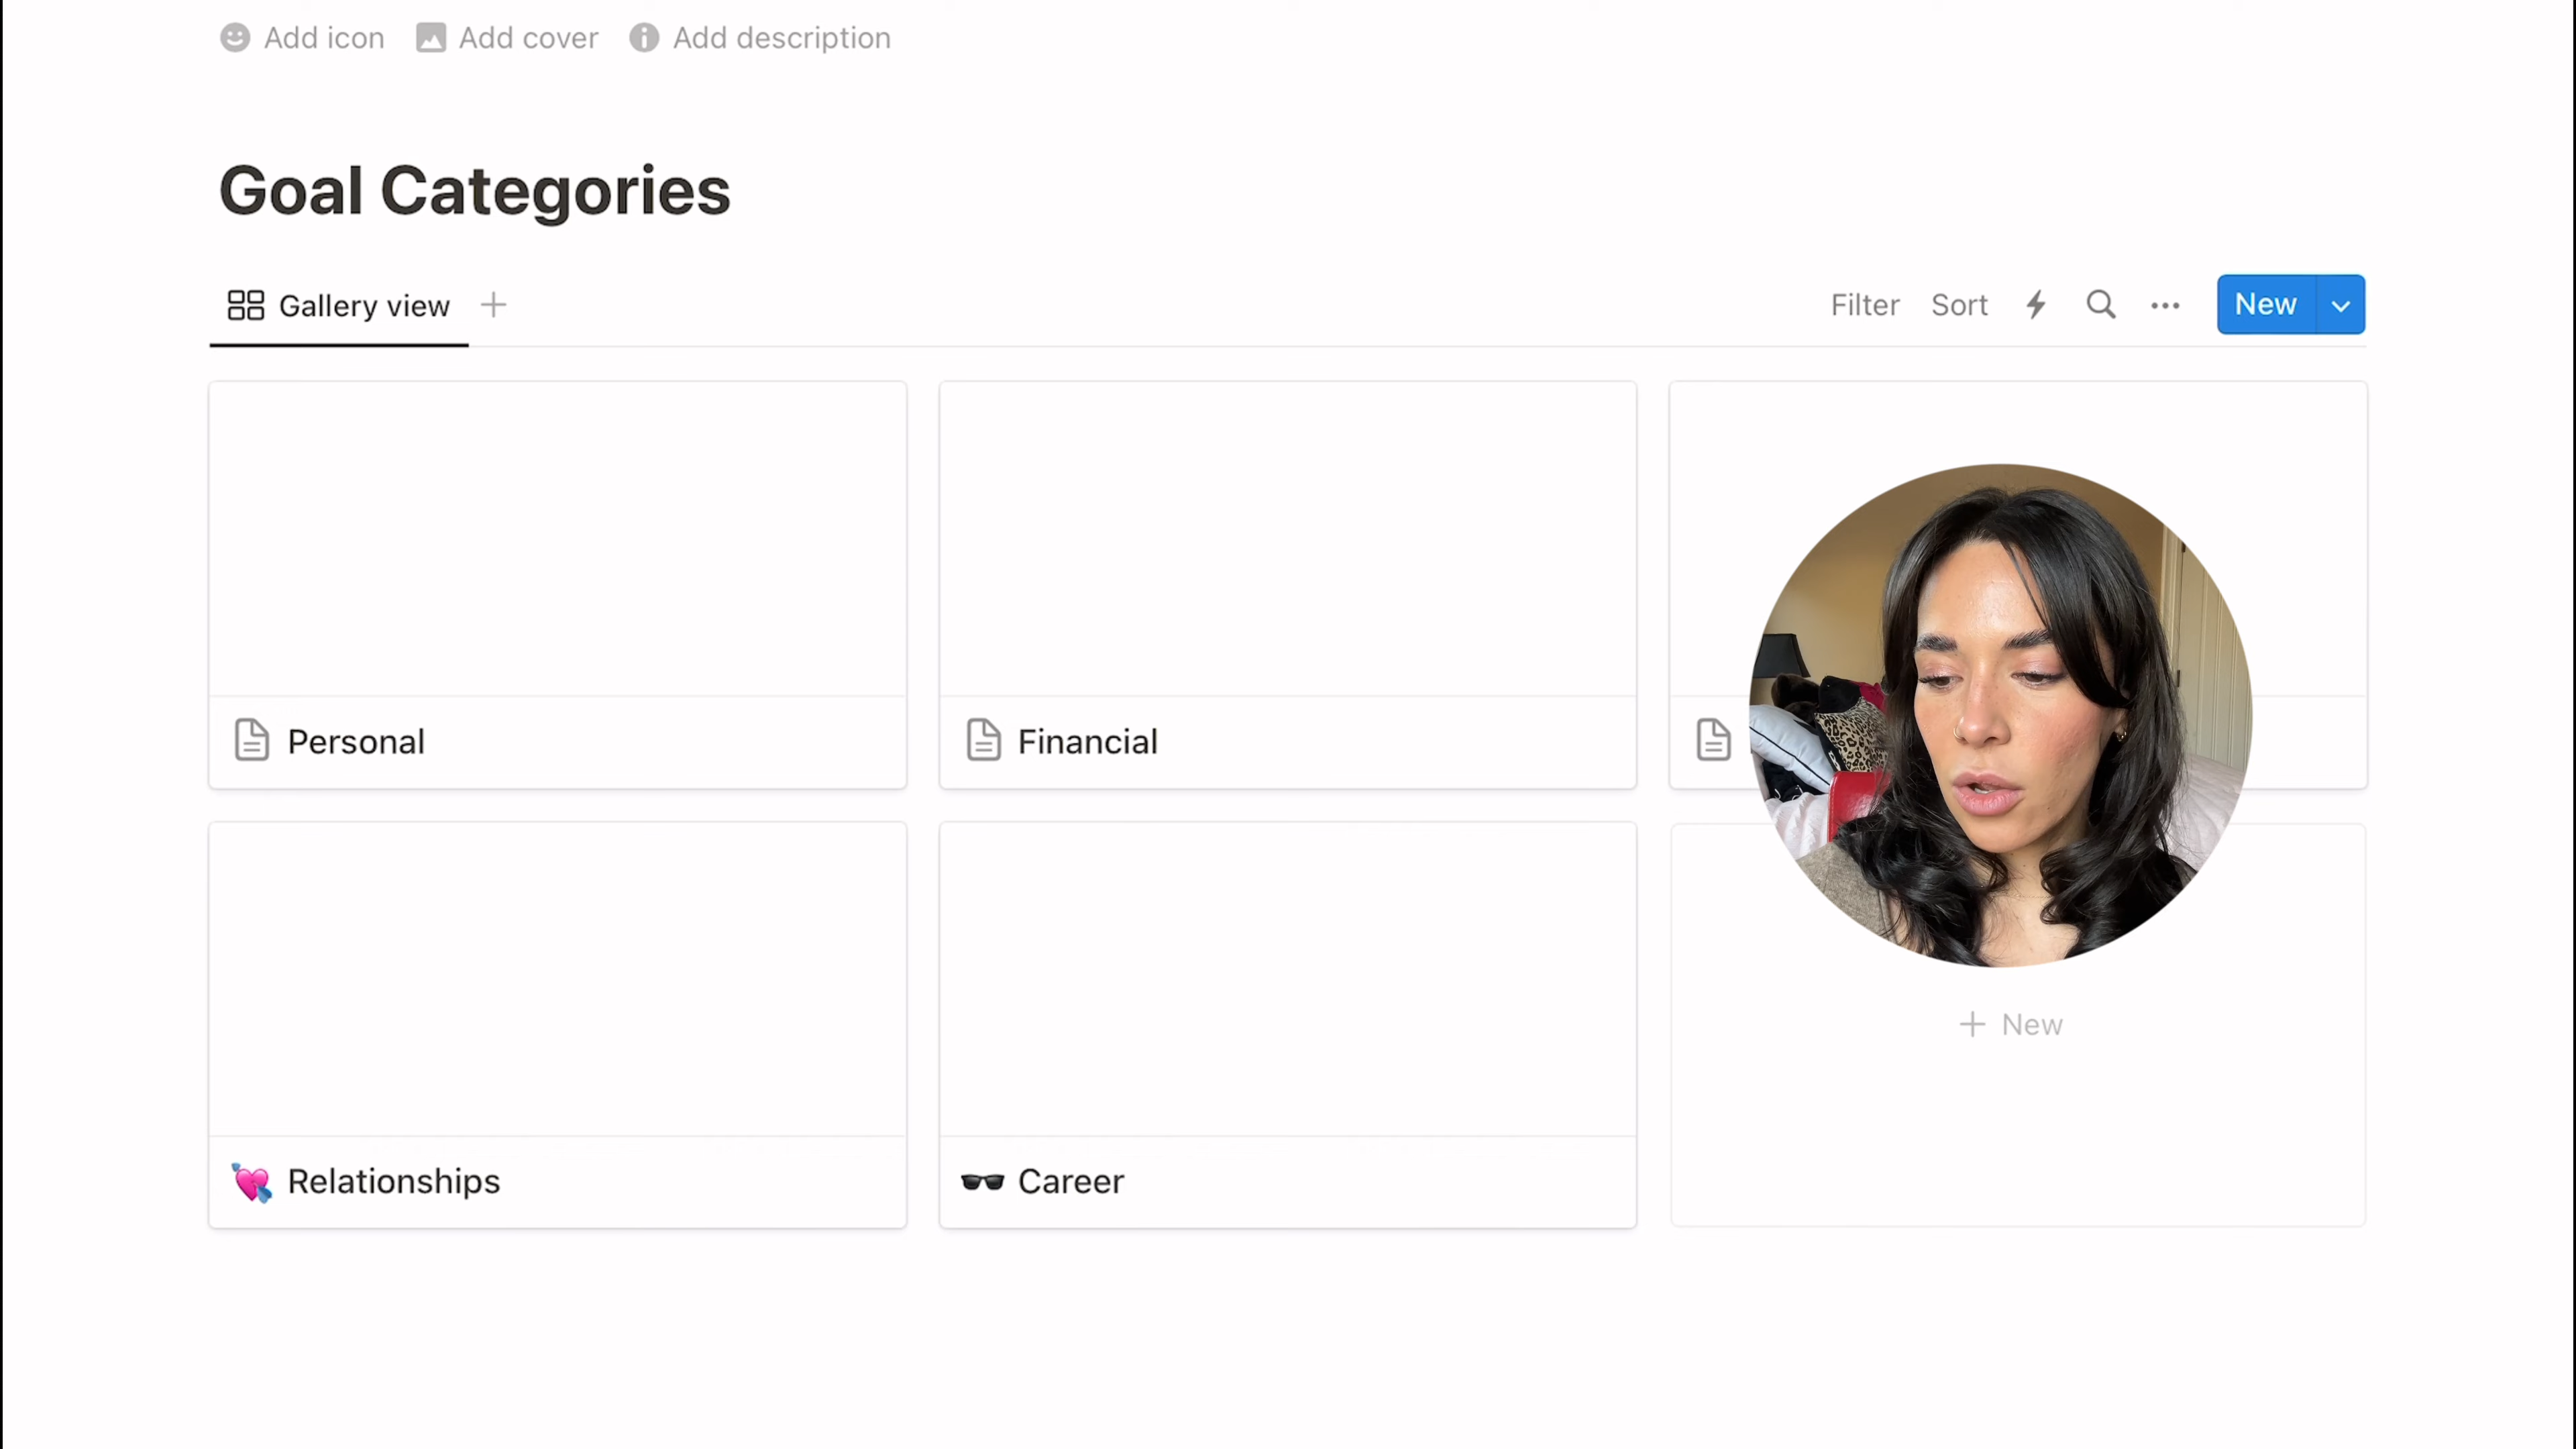 Add icon Add cover Add description
Goal Categories
Gallery view
Filter Sort New
Personal
Financial
New
Relationships
Career